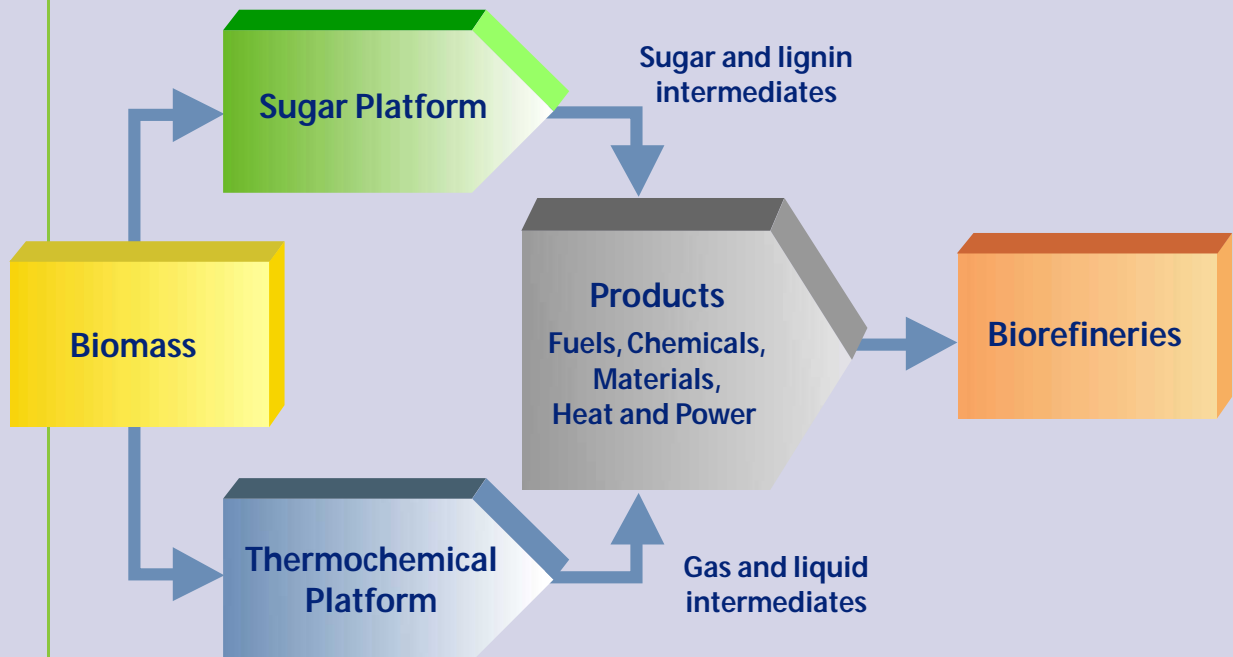 Sugar Platform
Sugar and lignin
intermediates
Biomass
Products
Fuels, Chemicals,
Materials,
Heat and Power
Biorefineries
Thermochemical
Platform
Gas and liquid
intermediates